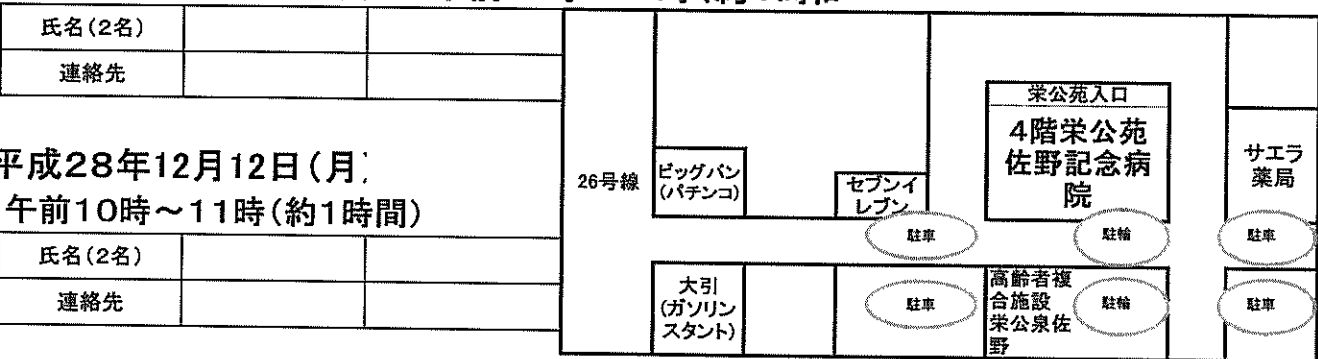 氏名(2名)
連絡先
平成28年12月12日(月)
午前10時~11時(約1時間)
氏名(2名)
連絡先
26号線
ビッグバン
(パチンコ)
セブンイ
レブン
栄公苑入口
4階栄公苑
佐野記念病
院
サエラ
薬局
駐車
駐輪
駐車
大引
(ガソリン
スタント)
駐車
高齢者複
合施設
栄公泉佐
野
駐輪
駐車